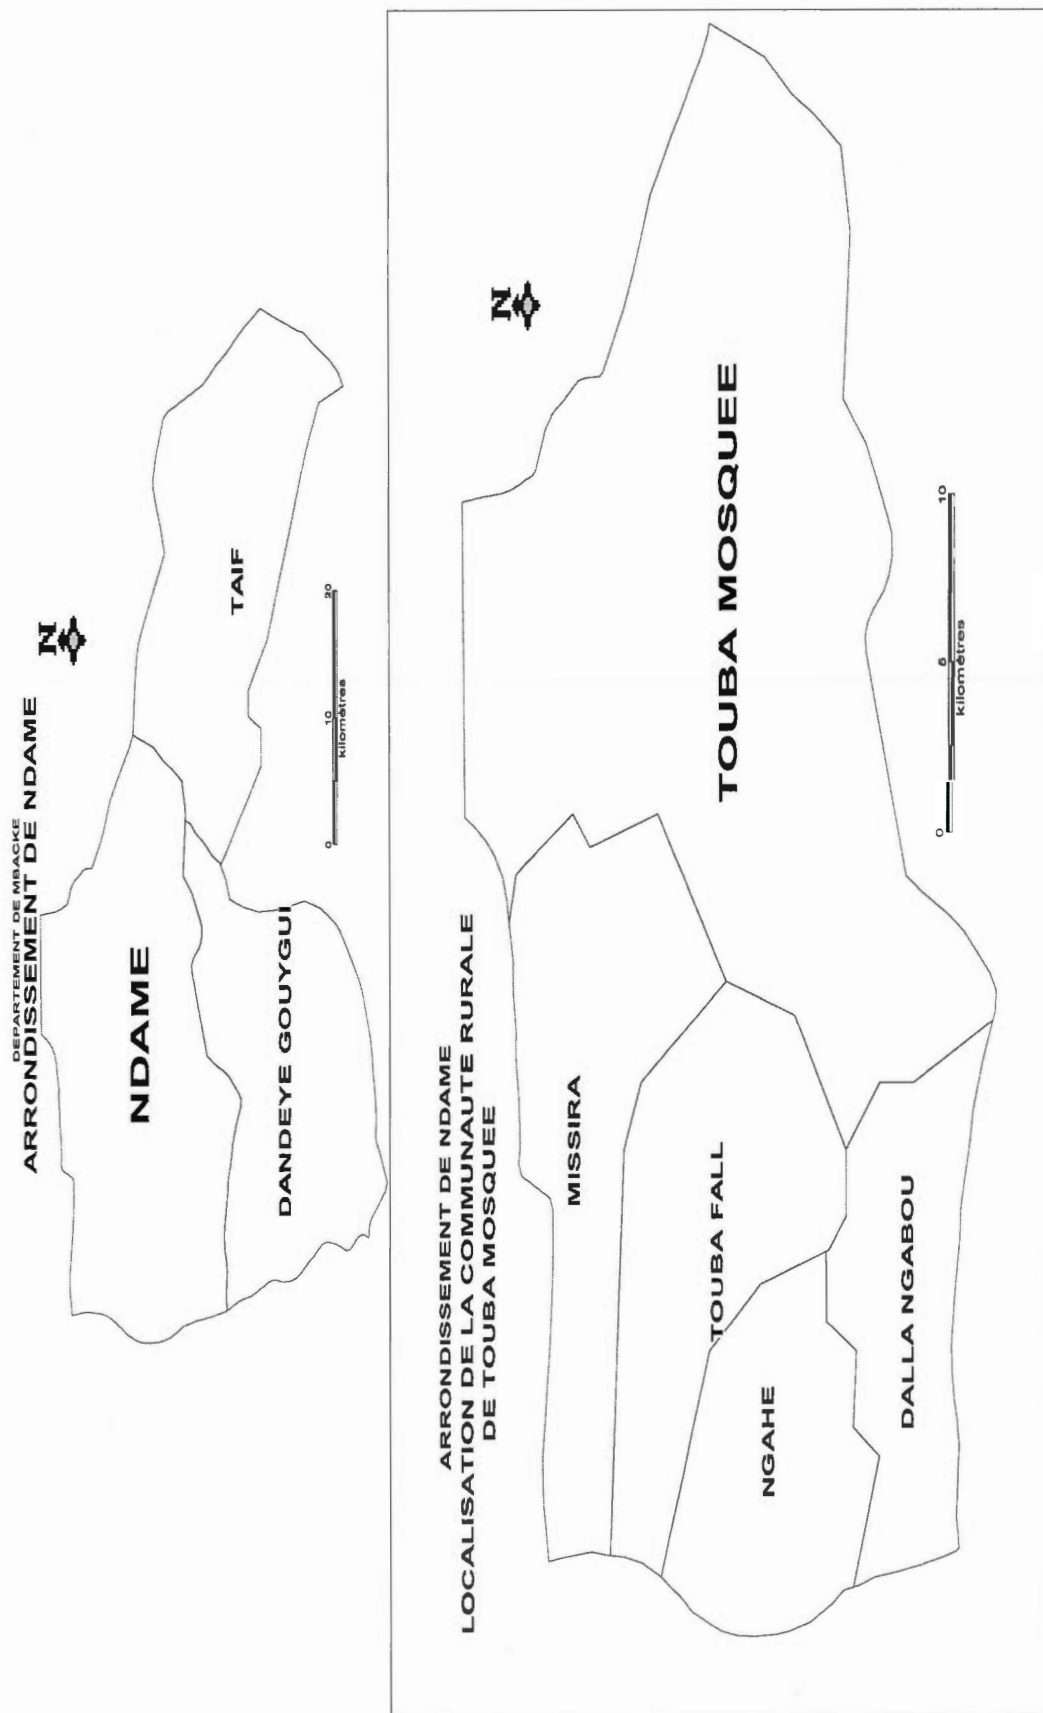 DEPARTEMENT DE MBACKE
ARRONDISSEMENT DE NDAME
N
NDAME
TAIF
DANDEYE GOUYGUI
0 10 20
kilomètres
ARRONDISSEMENT DE NDAME
LOCALISATION DE LA COMMUNAUTE RURALE
DE TOUBA MOSQUEE
N
MISSIRA
TOUBA FALL
TOUBA MOSQUEE
NGAHE
DALLA NGABOU
0 5 10
kilomètres